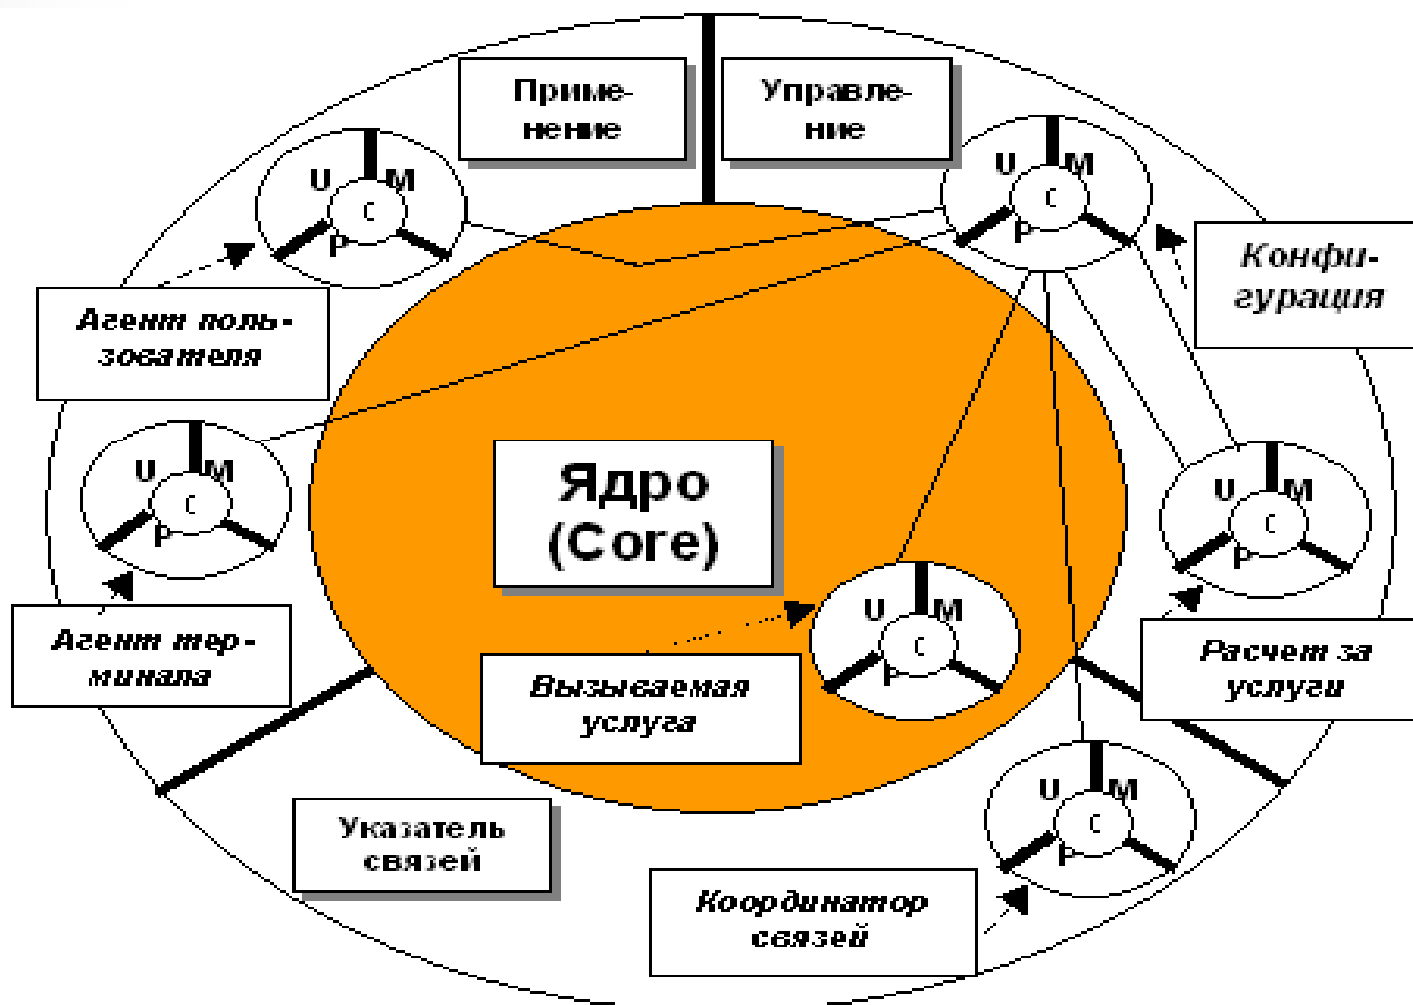 Приме-
нение
Управле-
ние
U M
C
P
U M
C
P
Конфи-
гурация
Агент поль-
зователя
U M
C
P
Ядро
(Core)
U M
C
P
Агент тер-
минала
U M
C
P
Расчет за
услуги
Вызываемая
услуга
U M
C
P
Указатель
связей
Координатор
связей